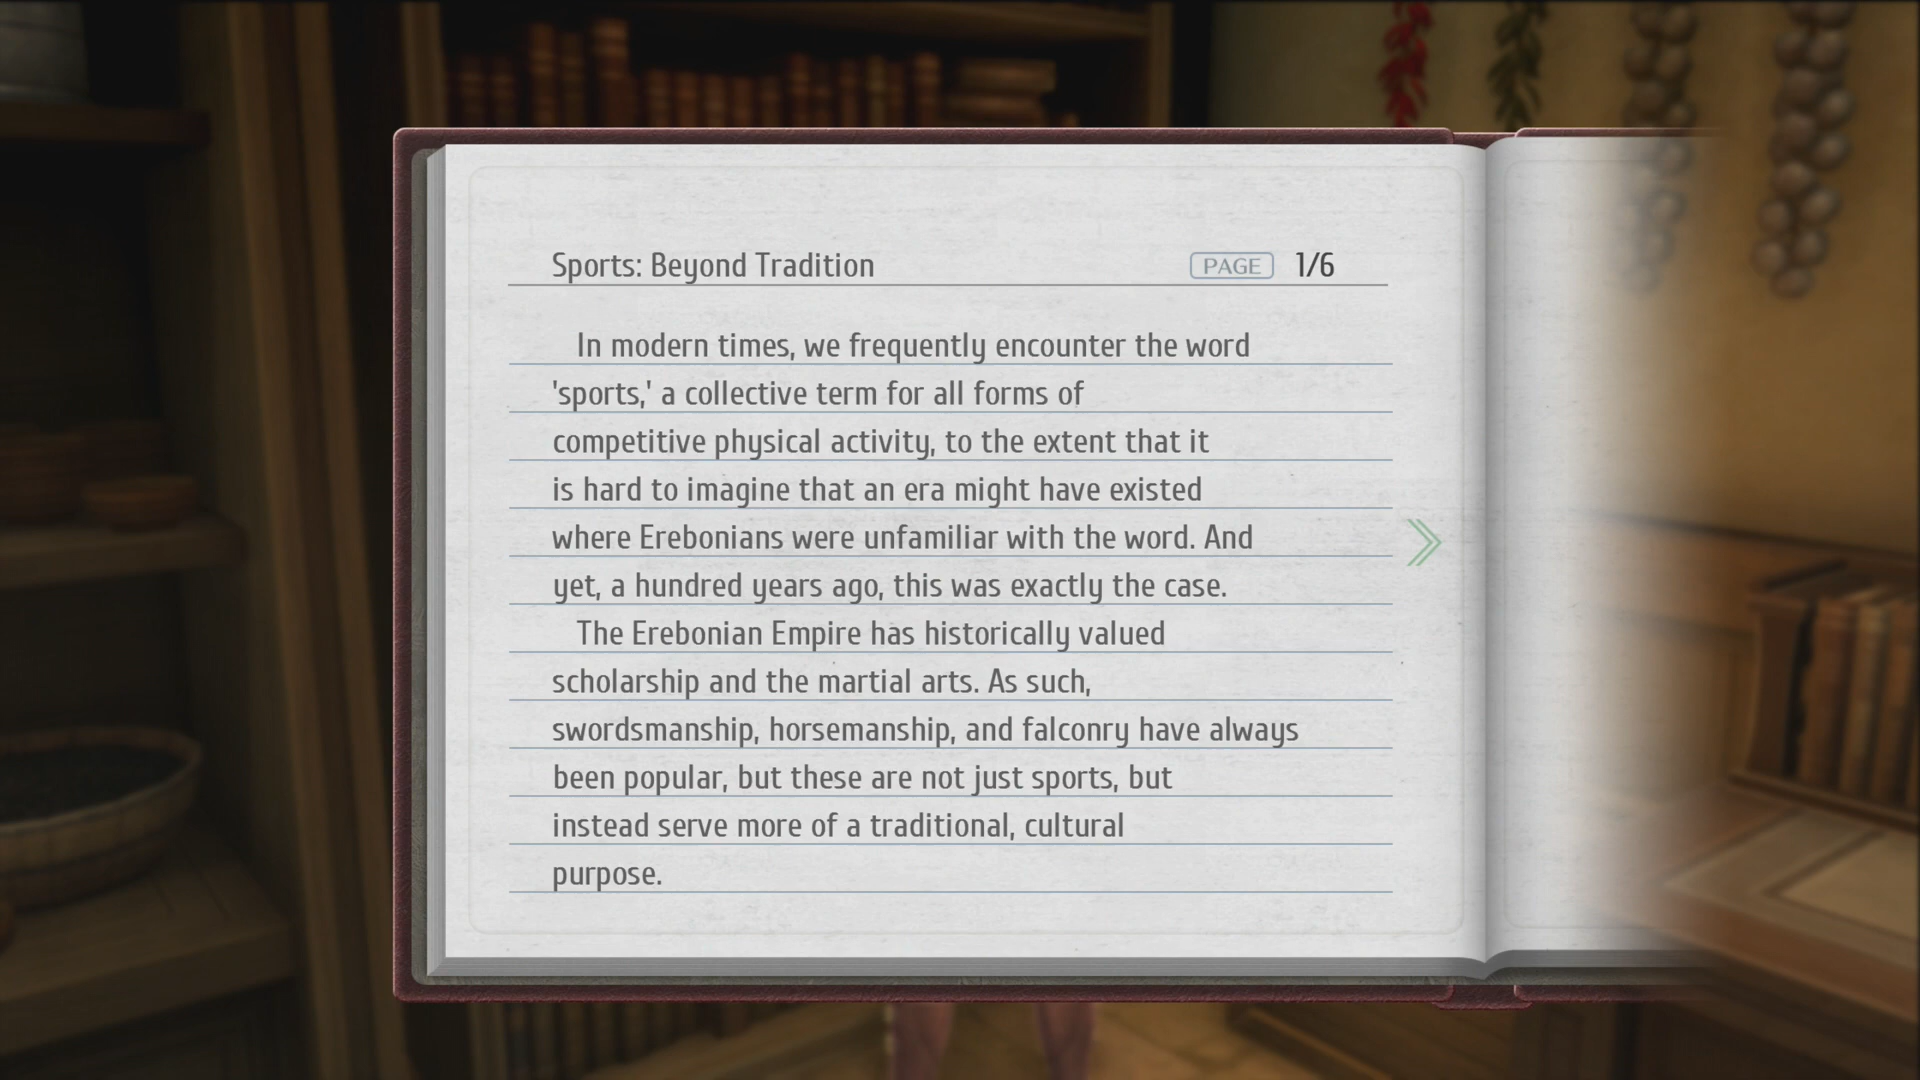 Sports: Beyond Tradition PAGE 1/6
In modern times, we frequently encounter the word
'sports,' a collective term for all forms of
competitive physical activity, to the extent that it
is hard to imagine that an era might have existed
where Erebonians were unfamiliar with the word. And
yet, a hundred years ago, this was exactly the case.
The Erebonian Empire has historically valued
scholarship and the martial arts. As such,
swordsmanship, horsemanship, and falconry have always
been popular, but these are not just sports, but
instead serve more of a traditional, cultural
purpose.